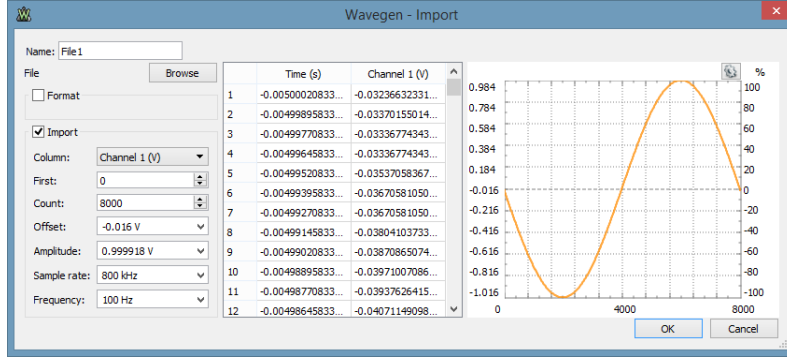 Wavegen - Import
Name: File1
File Browse
Format
Import
Column: Channel 1 (V)
First: 0
Count: 8000
Offset: -0.016 V
Amplitude: 0.999918 V
Sample rate: 800 kHz
Frequency: 100 Hz
Time (s) Channel 1 (V)
1 -0.00500020833... -0.03236632331...
2 -0.00499895833... -0.03370155014...
3 -0.00499770833... -0.03336774343...
4 -0.00499645833... -0.03336774343...
5 -0.00499520833... -0.03537058367...
6 -0.00499395833... -0.03670581050...
7 -0.00499270833... -0.03670581050...
8 -0.00499145833... -0.03804103733...
9 -0.00499020833... -0.03870865074...
10 -0.00498895833... -0.03971007086...
11 -0.00498770833... -0.03937626415...
12 -0.00498645833... -0.04071149098...
%
0.984 100
0.784 80
0.584 60
0.384 40
0.184 20
-0.016 0
-0.216 -20
-0.416 -40
-0.616 -60
-0.816 -80
-1.016 -100
0 4000 8000
OK Cancel